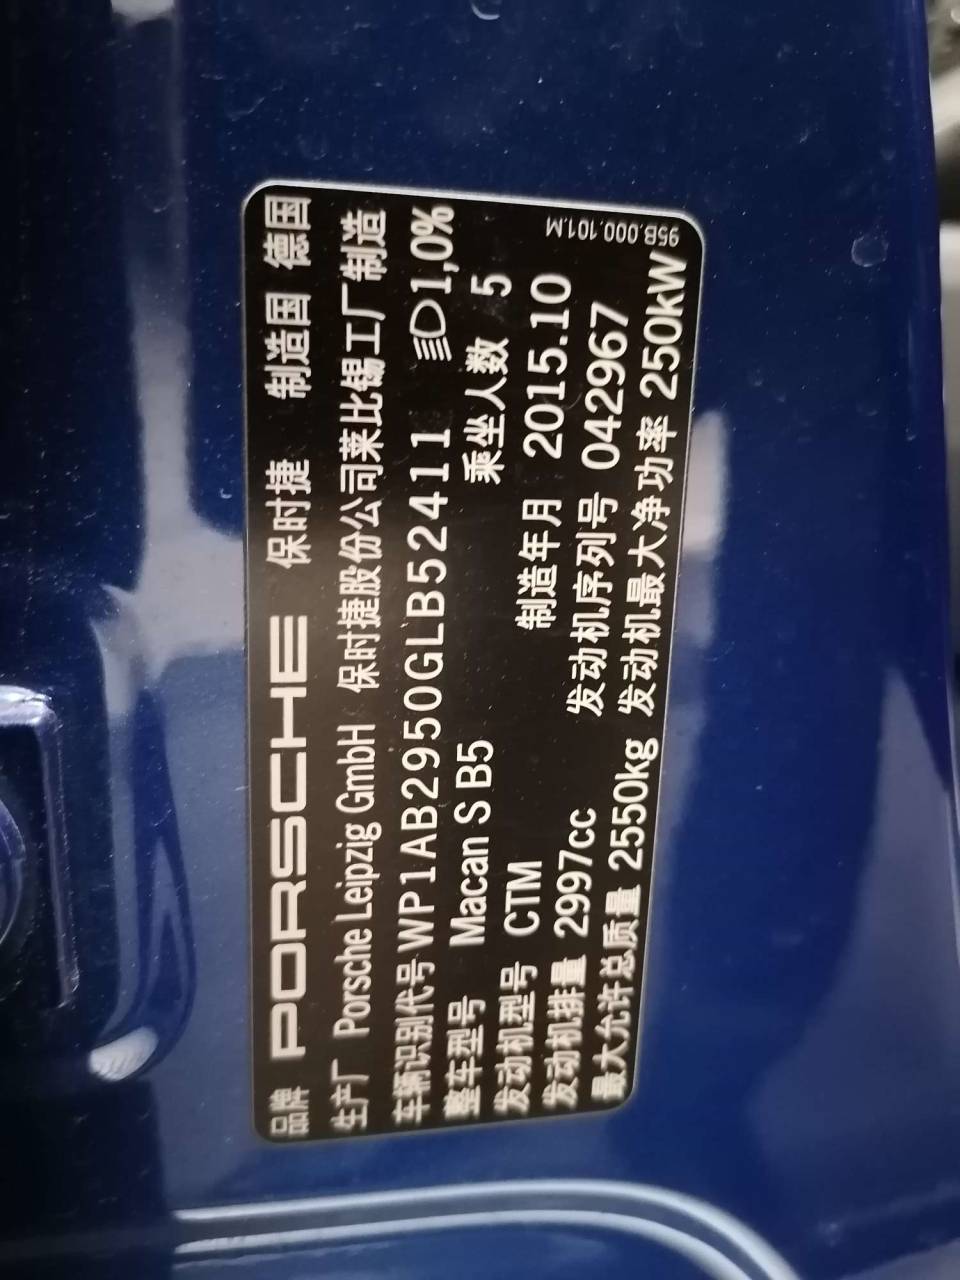 品牌 PORSCHE 保时捷 制造国 德国
生产厂 Porsche Leipzig GmbH 保时捷股份公司莱比锡工厂制造
车辆识别代号 WP1AB2950GLB52411 1,0%
整车型号 Macan S B5 乘坐人数 5
发动机型号 CTM 制造年月 2015.10
发动机排量 2997cc 发动机序列号 042967
最大允许总质量 2550kg 发动机最大净功率 250kW
95B.000.101.M